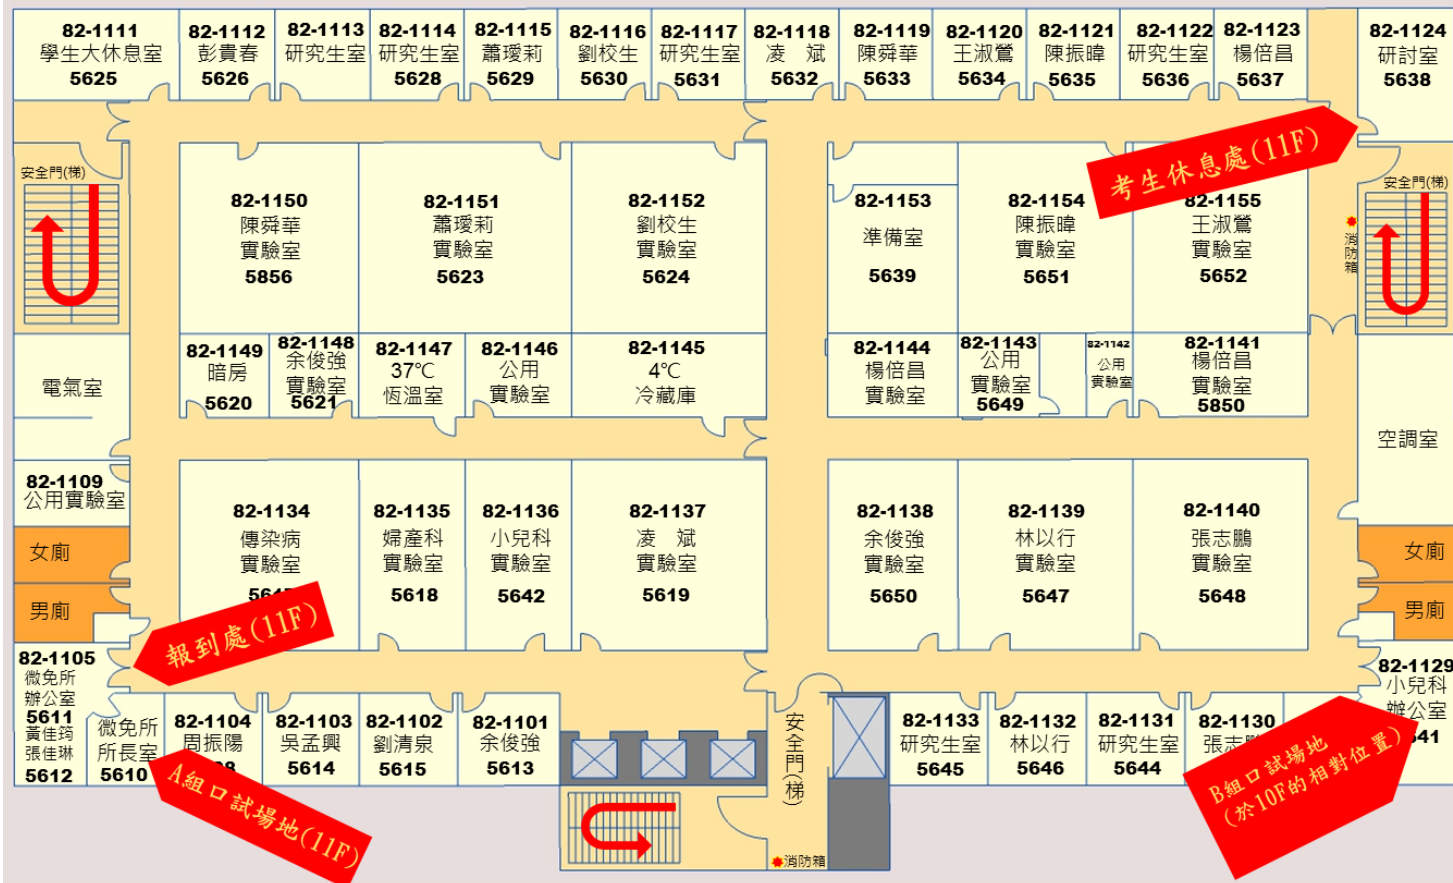 82-1111
學生大休息室
5625
82-1112
彭貴春
5626
82-1113
研究生室
82-1114
研究生室
5628
82-1115
蕭璦莉
5629
82-1116
劉校生
5630
82-1117
研究生室
5631
82-1118
凌 斌
5632
82-1119
陳舜華
5633
82-1120
王淑鶯
5634
82-1121
陳振暐
5635
82-1122
研究生室
5636
82-1123
楊倍昌
5637
82-1124
研討室
5638
考生休息處(11F)
安全門(梯)
82-1150
陳舜華
實驗室
5856
82-1151
蕭璦莉
實驗室
5623
82-1152
劉校生
實驗室
5624
82-1153
準備室
5639
82-1154
陳振暐
實驗室
5651
82-1155
王淑鶯
實驗室
5652
安全門(梯)
消防箱
電氣室
82-1149
暗房
5620
82-1148
余俊強
實驗室
5621
82-1147
37℃
恆溫室
82-1146
公用
實驗室
82-1145
4℃
冷藏庫
82-1144
楊倍昌
實驗室
82-1143
公用
實驗室
5649
82-1142
公用
實驗室
82-1141
楊倍昌
實驗室
5850
空調室
82-1109
公用實驗室
女廁
男廁
82-1134
傳染病
實驗室
82-1135
婦產科
實驗室
5618
82-1136
小兒科
實驗室
5642
82-1137
凌 斌
實驗室
5619
82-1138
余俊強
實驗室
5650
82-1139
林以行
實驗室
5647
82-1140
張志鵬
實驗室
5648
女廁
男廁
報到處(11F)
82-1105
微免所
辦公室
5611
黃佳筠
張佳琳
5612
微免所
所長室
5610
82-1104
周振陽
82-1103
吳孟興
5614
82-1102
劉清泉
5615
82-1101
余俊強
5613
安全門(梯)
82-1133
研究生室
5645
82-1132
林以行
5646
82-1131
研究生室
5644
82-1130
張志鵬
82-1129
小兒科
辦公室
A組口試場地(11F)
B組口試場地
(於10F的相對位置)
消防箱